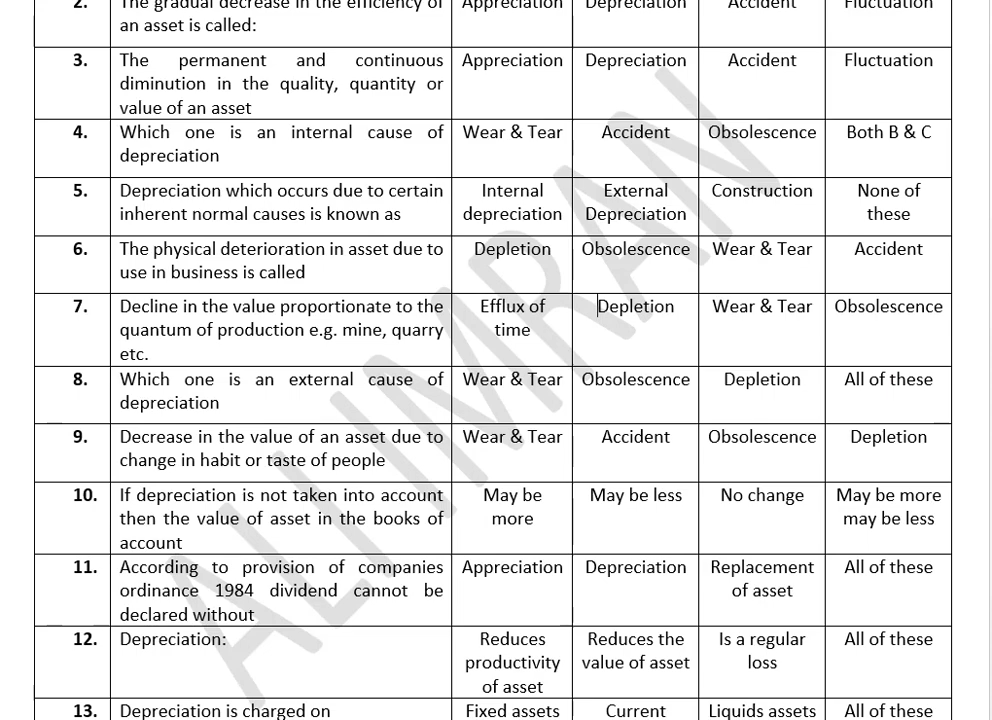 2. The gradual decrease in the efficiency of Appreciation Depreciation Accident Fluctuation
an asset is called:
3. The permanent and continuous Appreciation Depreciation Accident Fluctuation
diminution in the quality, quantity or
value of an asset
4. Which one is an internal cause of Wear & Tear Accident Obsolescence Both B & C
depreciation
5. Depreciation which occurs due to certain Internal External Construction None of
inherent normal causes is known as depreciation Depreciation these
6. The physical deterioration in asset due to Depletion Obsolescence Wear & Tear Accident
use in business is called
7. Decline in the value proportionate to the Efflux of Depletion Wear & Tear Obsolescence
quantum of production e.g. mine, quarry time
etc.
8. Which one is an external cause of Wear & Tear Obsolescence Depletion All of these
depreciation
9. Decrease in the value of an asset due to Wear & Tear Accident Obsolescence Depletion
change in habit or taste of people
10. If depreciation is not taken into account May be May be less No change May be more
then the value of asset in the books of more may be less
account
11. According to provision of companies Appreciation Depreciation Replacement All of these
ordinance 1984 dividend cannot be of asset
declared without
12. Depreciation: Reduces Reduces the Is a regular All of these
productivity value of asset loss
of asset
13. Depreciation is charged on Fixed assets Current Liquids assets All of these
ALI IMRAN